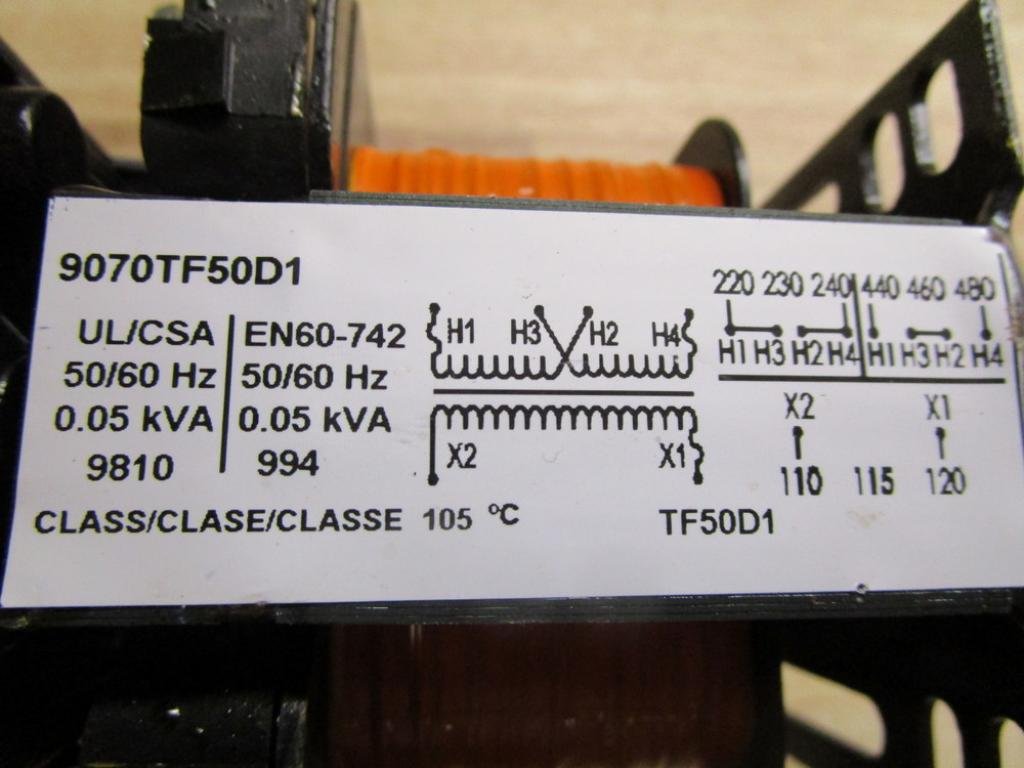 9070TF50D1
UL/CSA EN60-742
50/60 Hz 50/60 Hz
0.05 kVA 0.05 kVA
9810 994
CLASS/CLASE/CLASSE 105 °C
H1 H3 H2 H4
X2 X1
TF50D1
220 230 240 440 460 480
H1 H3 H2 H4 H1 H3 H2 H4
X2 X1
110 115 120